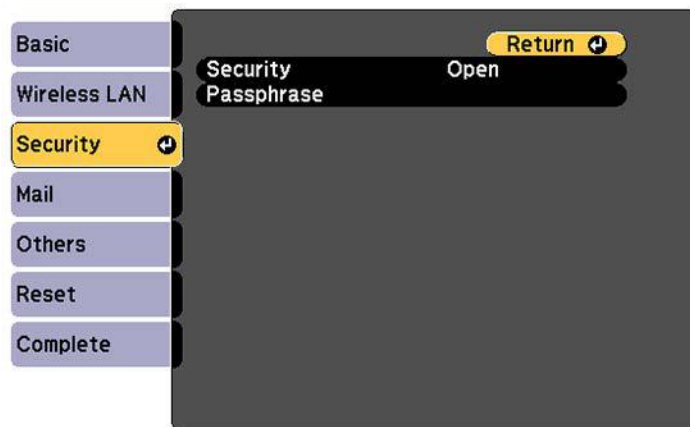 Basic
Wireless LAN
Security
Mail
Others
Reset
Complete
Return
Security Open
Passphrase